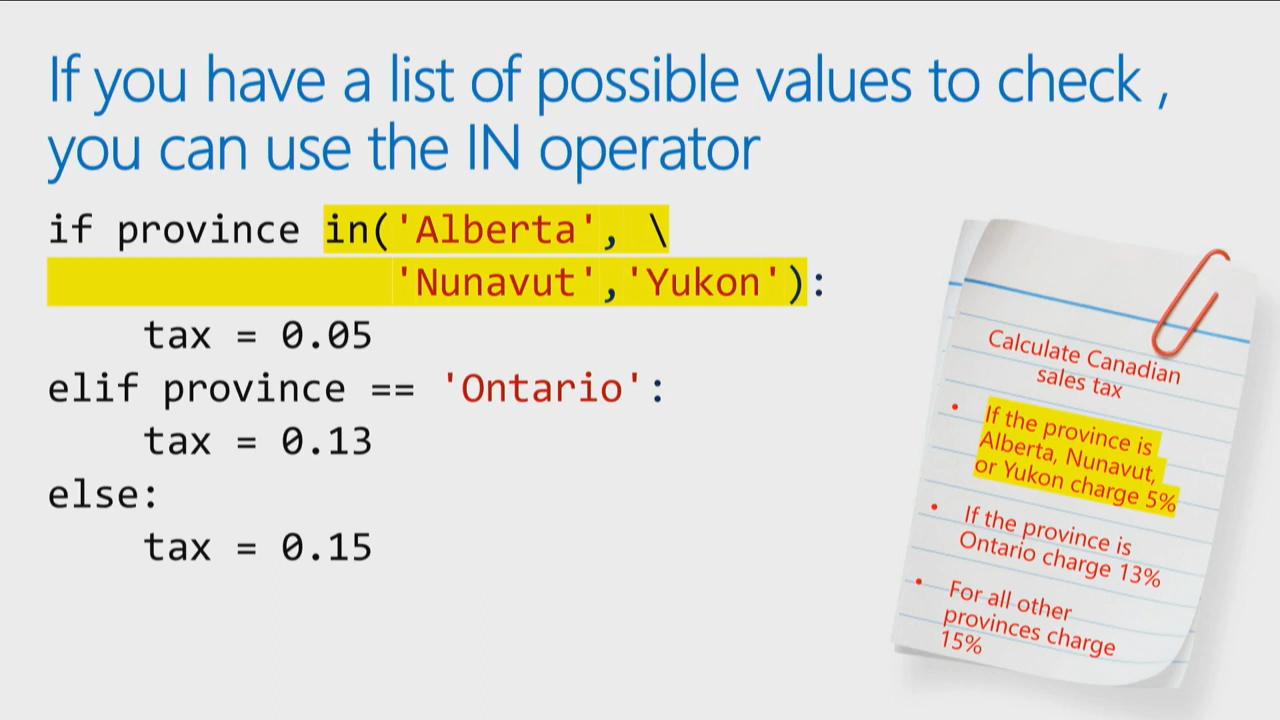 If you have a list of possible values to check ,
you can use the IN operator
if province in('Alberta', \
'Nunavut','Yukon'):
tax = 0.05
elif province == 'Ontario':
tax = 0.13
else:
tax = 0.15
Calculate Canadian
sales tax
• If the province is
Alberta, Nunavut,
or Yukon charge 5%
• If the province is
Ontario charge 13%
• For all other
provinces charge
15%